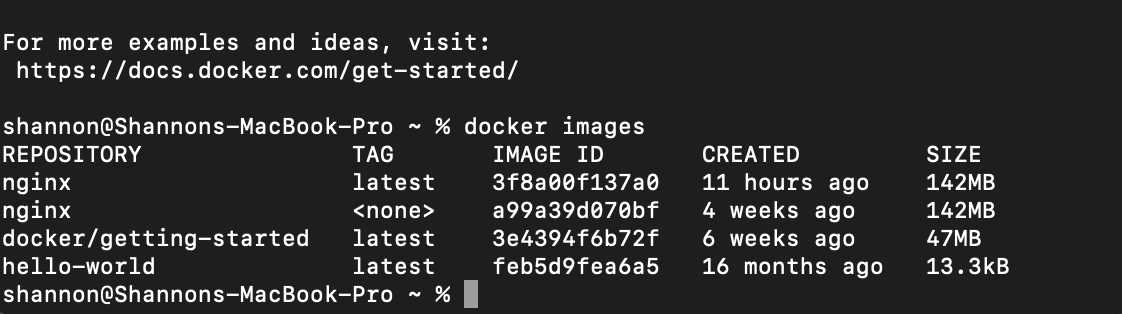 For more examples and ideas, visit:
 https://docs.docker.com/get-started/

shannon@Shannons-MacBook-Pro ~ % docker images
REPOSITORY               TAG       IMAGE ID       CREATED         SIZE
nginx                    latest    3f8a00f137a0   11 hours ago    142MB
nginx                    <none>    a99a39d070bf   4 weeks ago     142MB
docker/getting-started   latest    3e4394f6b72f   6 weeks ago     47MB
hello-world              latest    feb5d9fea6a5   16 months ago   13.3kB
shannon@Shannons-MacBook-Pro ~ %